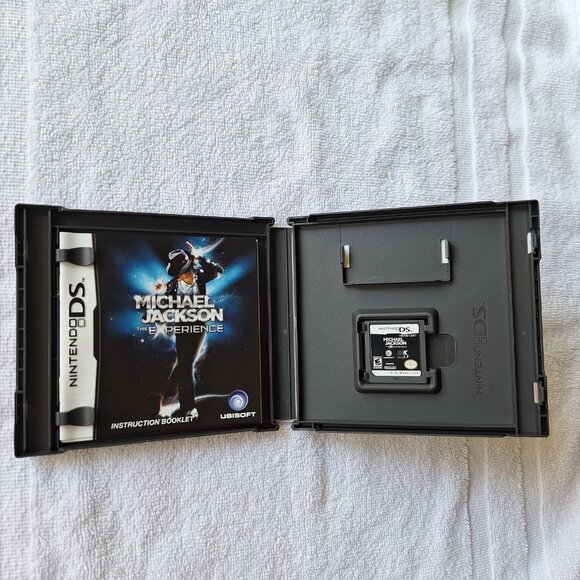 NINTENDO DS
MICHAEL
JACKSON
THE EXPERIENCE
INSTRUCTION BOOKLET
UBISOFT
NINTENDO DS
MICHAEL
JACKSON
NINTENDO DS